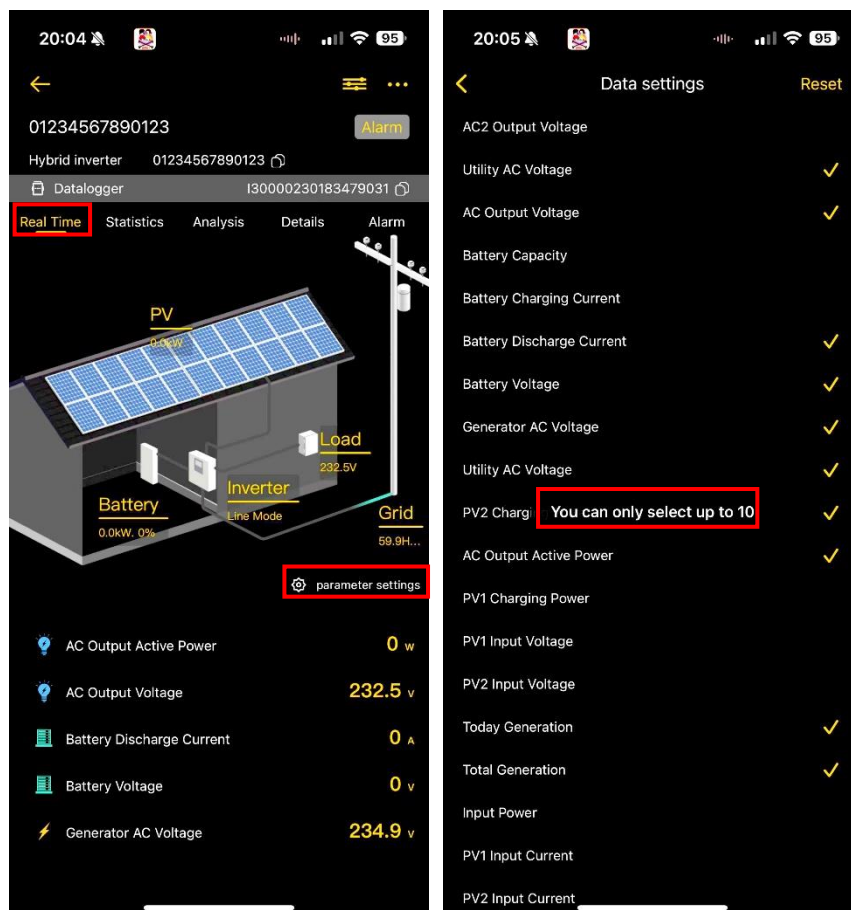 20:04
95
01234567890123
Alarm
Hybrid inverter 01234567890123
Datalogger I30000230183479031
Real Time Statistics Analysis Details Alarm
PV
0.0kW
Load
232.5V
Inverter
Line Mode
Battery
0.0kW. 0%
Grid
59.9H...
parameter settings
AC Output Active Power 0 W
AC Output Voltage 232.5 V
Battery Discharge Current 0 A
Battery Voltage 0 V
Generator AC Voltage 234.9 V
20:05
95
Data settings
Reset
AC2 Output Voltage
Utility AC Voltage
AC Output Voltage
Battery Capacity
Battery Charging Current
Battery Discharge Current
Battery Voltage
Generator AC Voltage
Utility AC Voltage
PV2 Chargi
You can only select up to 10
AC Output Active Power
PV1 Charging Power
PV1 Input Voltage
PV2 Input Voltage
Today Generation
Total Generation
Input Power
PV1 Input Current
PV2 Input Current